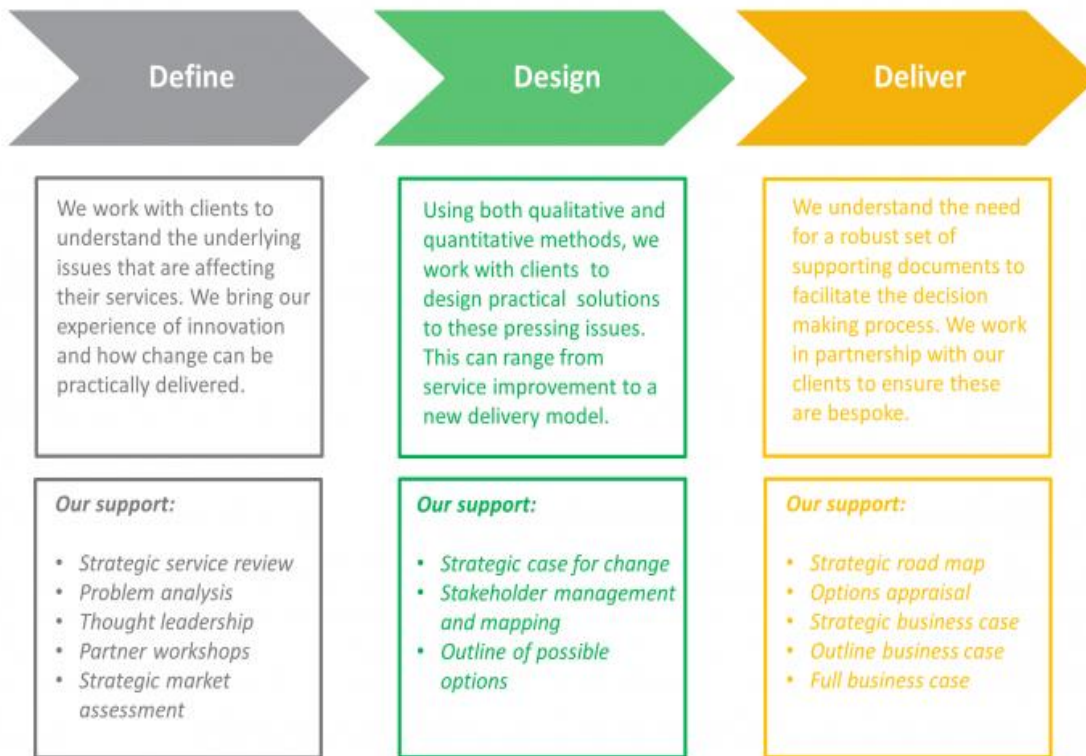 Define
Design
Deliver
We work with clients to
understand the underlying
issues that are affecting
their services. We bring our
experience of innovation
and how change can be
practically delivered.
Using both qualitative and
quantitative methods, we
work with clients to
design practical solutions
to these pressing issues.
This can range from
service improvement to a
new delivery model.
We understand the need
for a robust set of
supporting documents to
facilitate the decision
making process. We work
in partnership with our
clients to ensure these
are bespoke.
Our support:
• Strategic service review
• Problem analysis
• Thought leadership
• Partner workshops
• Strategic market
assessment
Our support:
• Strategic case for change
• Stakeholder management
and mapping
• Outline of possible
options
Our support:
• Strategic road map
• Options appraisal
• Strategic business case
• Outline business case
• Full business case